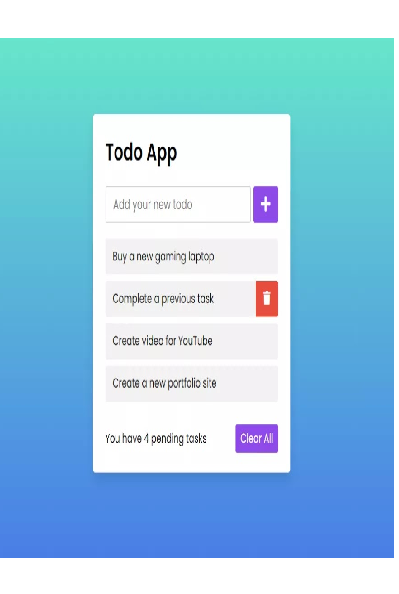 Todo App
Add your new todo
Buy a new gaming laptop
Complete a previous task
Create video for YouTube
Create a new portfolio site
You have 4 pending tasks
Clear All